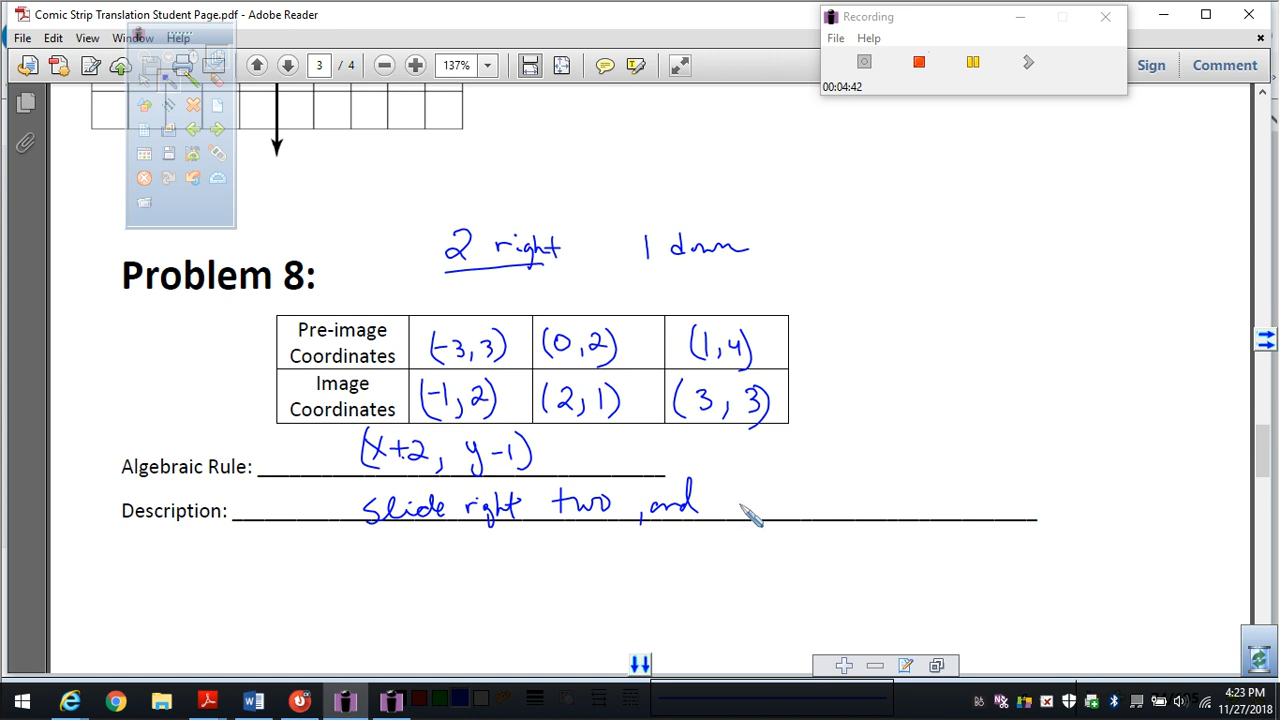 Comic Strip Translation Student Page.pdf - Adobe Reader
Recording
File Edit View Window Help
File Help
3 / 4 137%
Sign Comment
00:04:42
2 right 1 down
Problem 8:
Pre-image Coordinates (-3, 3) (0, 2) (1, 4)
Image Coordinates (-1, 2) (2, 1) (3, 3)
Algebraic Rule: (x+2, y-1)
Description: slide right two, and
4:23 PM
11/27/2018